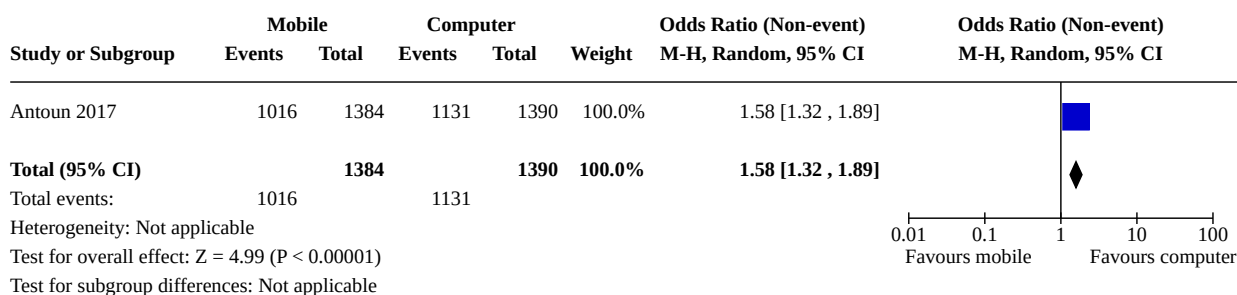 Mobile Computer Odds Ratio (Non-event) Odds Ratio (Non-event)
Study or Subgroup Events Total Events Total Weight M-H, Random, 95% CI M-H, Random, 95% CI
Antoun 2017 1016 1384 1131 1390 100.0% 1.58 [1.32 , 1.89]
Total (95% CI) 1384 1390 100.0% 1.58 [1.32 , 1.89]
Total events: 1016 1131
Heterogeneity: Not applicable
0.01 0.1 1 10 100
Test for overall effect: Z = 4.99 (P < 0.00001) Favours mobile Favours computer
Test for subgroup differences: Not applicable